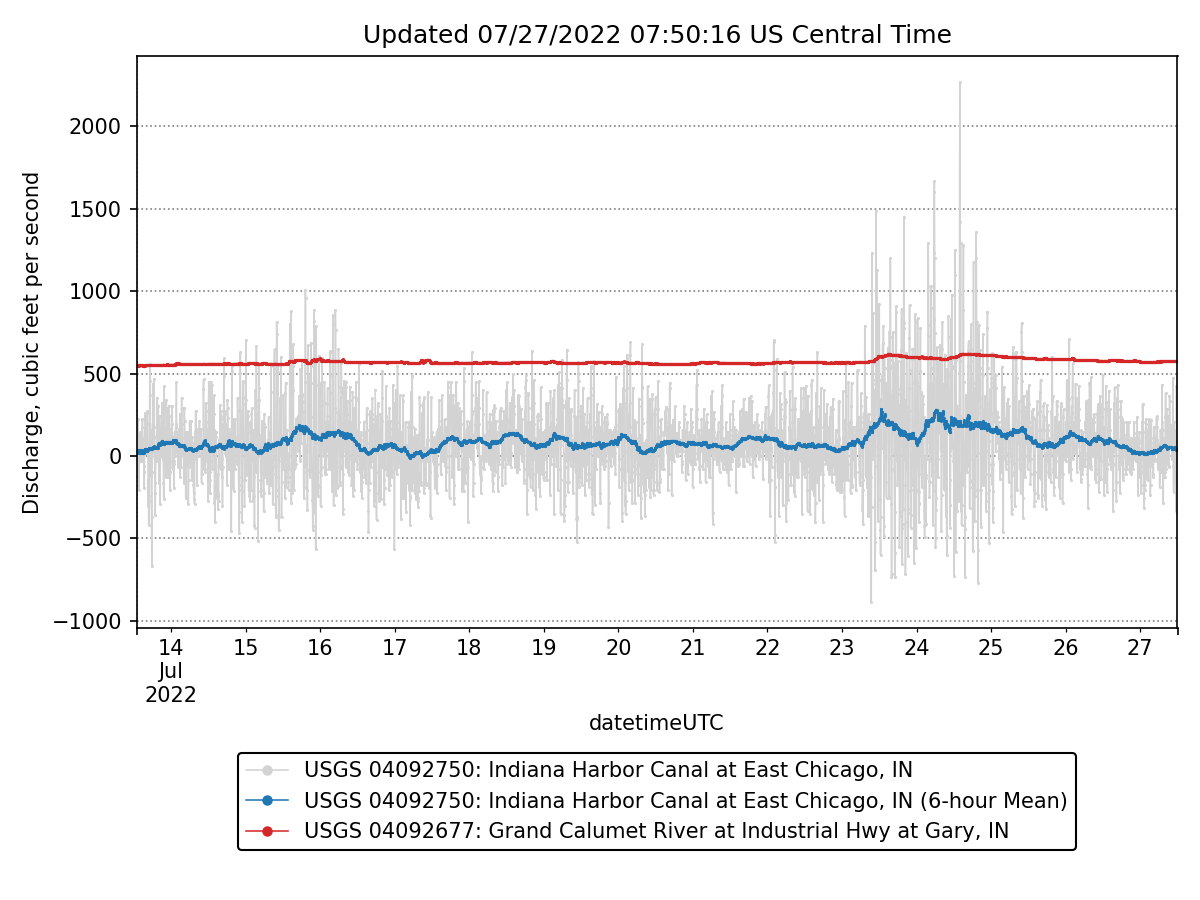 Updated 07/27/2022 07:50:16 US Central Time
Discharge, cubic feet per second
2000
1500
1000
500
0
−500
−1000
14 15 16 17 18 19 20 21 22 23 24 25 26 27
Jul
2022
datetimeUTC
USGS 04092750: Indiana Harbor Canal at East Chicago, IN
USGS 04092750: Indiana Harbor Canal at East Chicago, IN (6-hour Mean)
USGS 04092677: Grand Calumet River at Industrial Hwy at Gary, IN